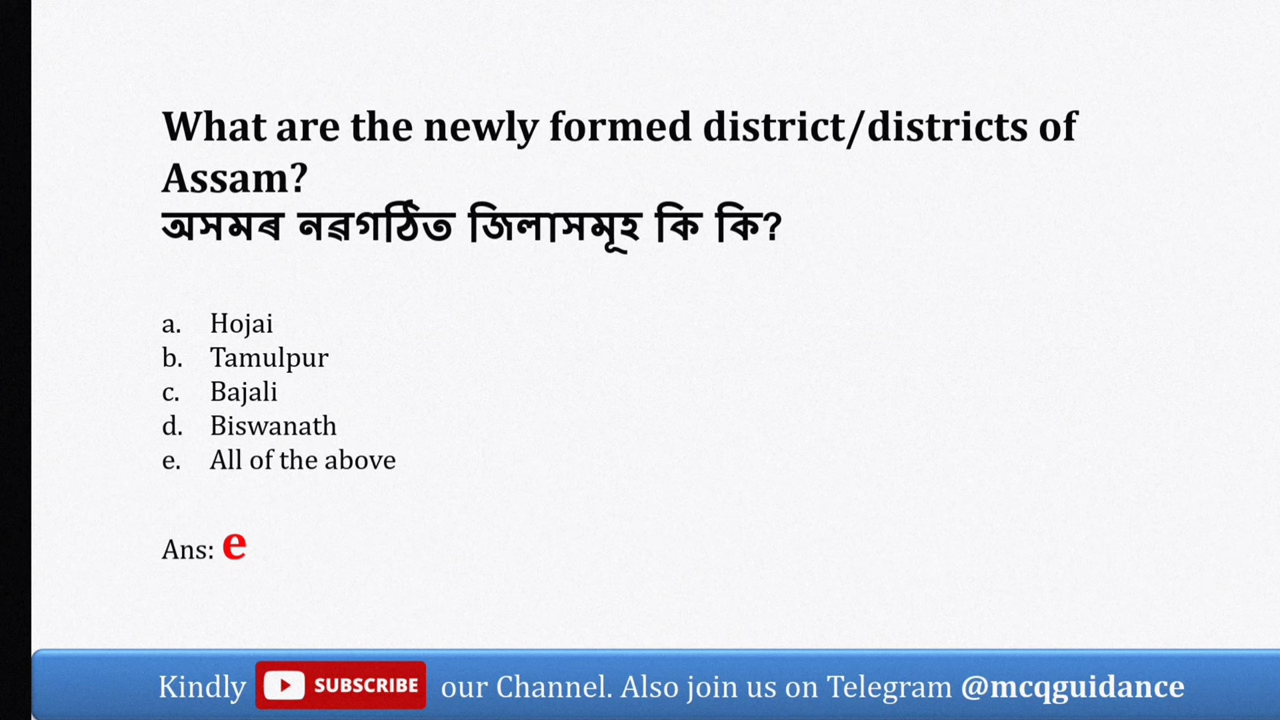 What are the newly formed district/districts of
Assam?
অসমৰ নৱগঠিত জিলাসমূহ কি কি?
a. Hojai
b. Tamulpur
c. Bajali
d. Biswanath
e. All of the above
Ans: e
Kindly SUBSCRIBE our Channel. Also join us on Telegram @mcqguidance